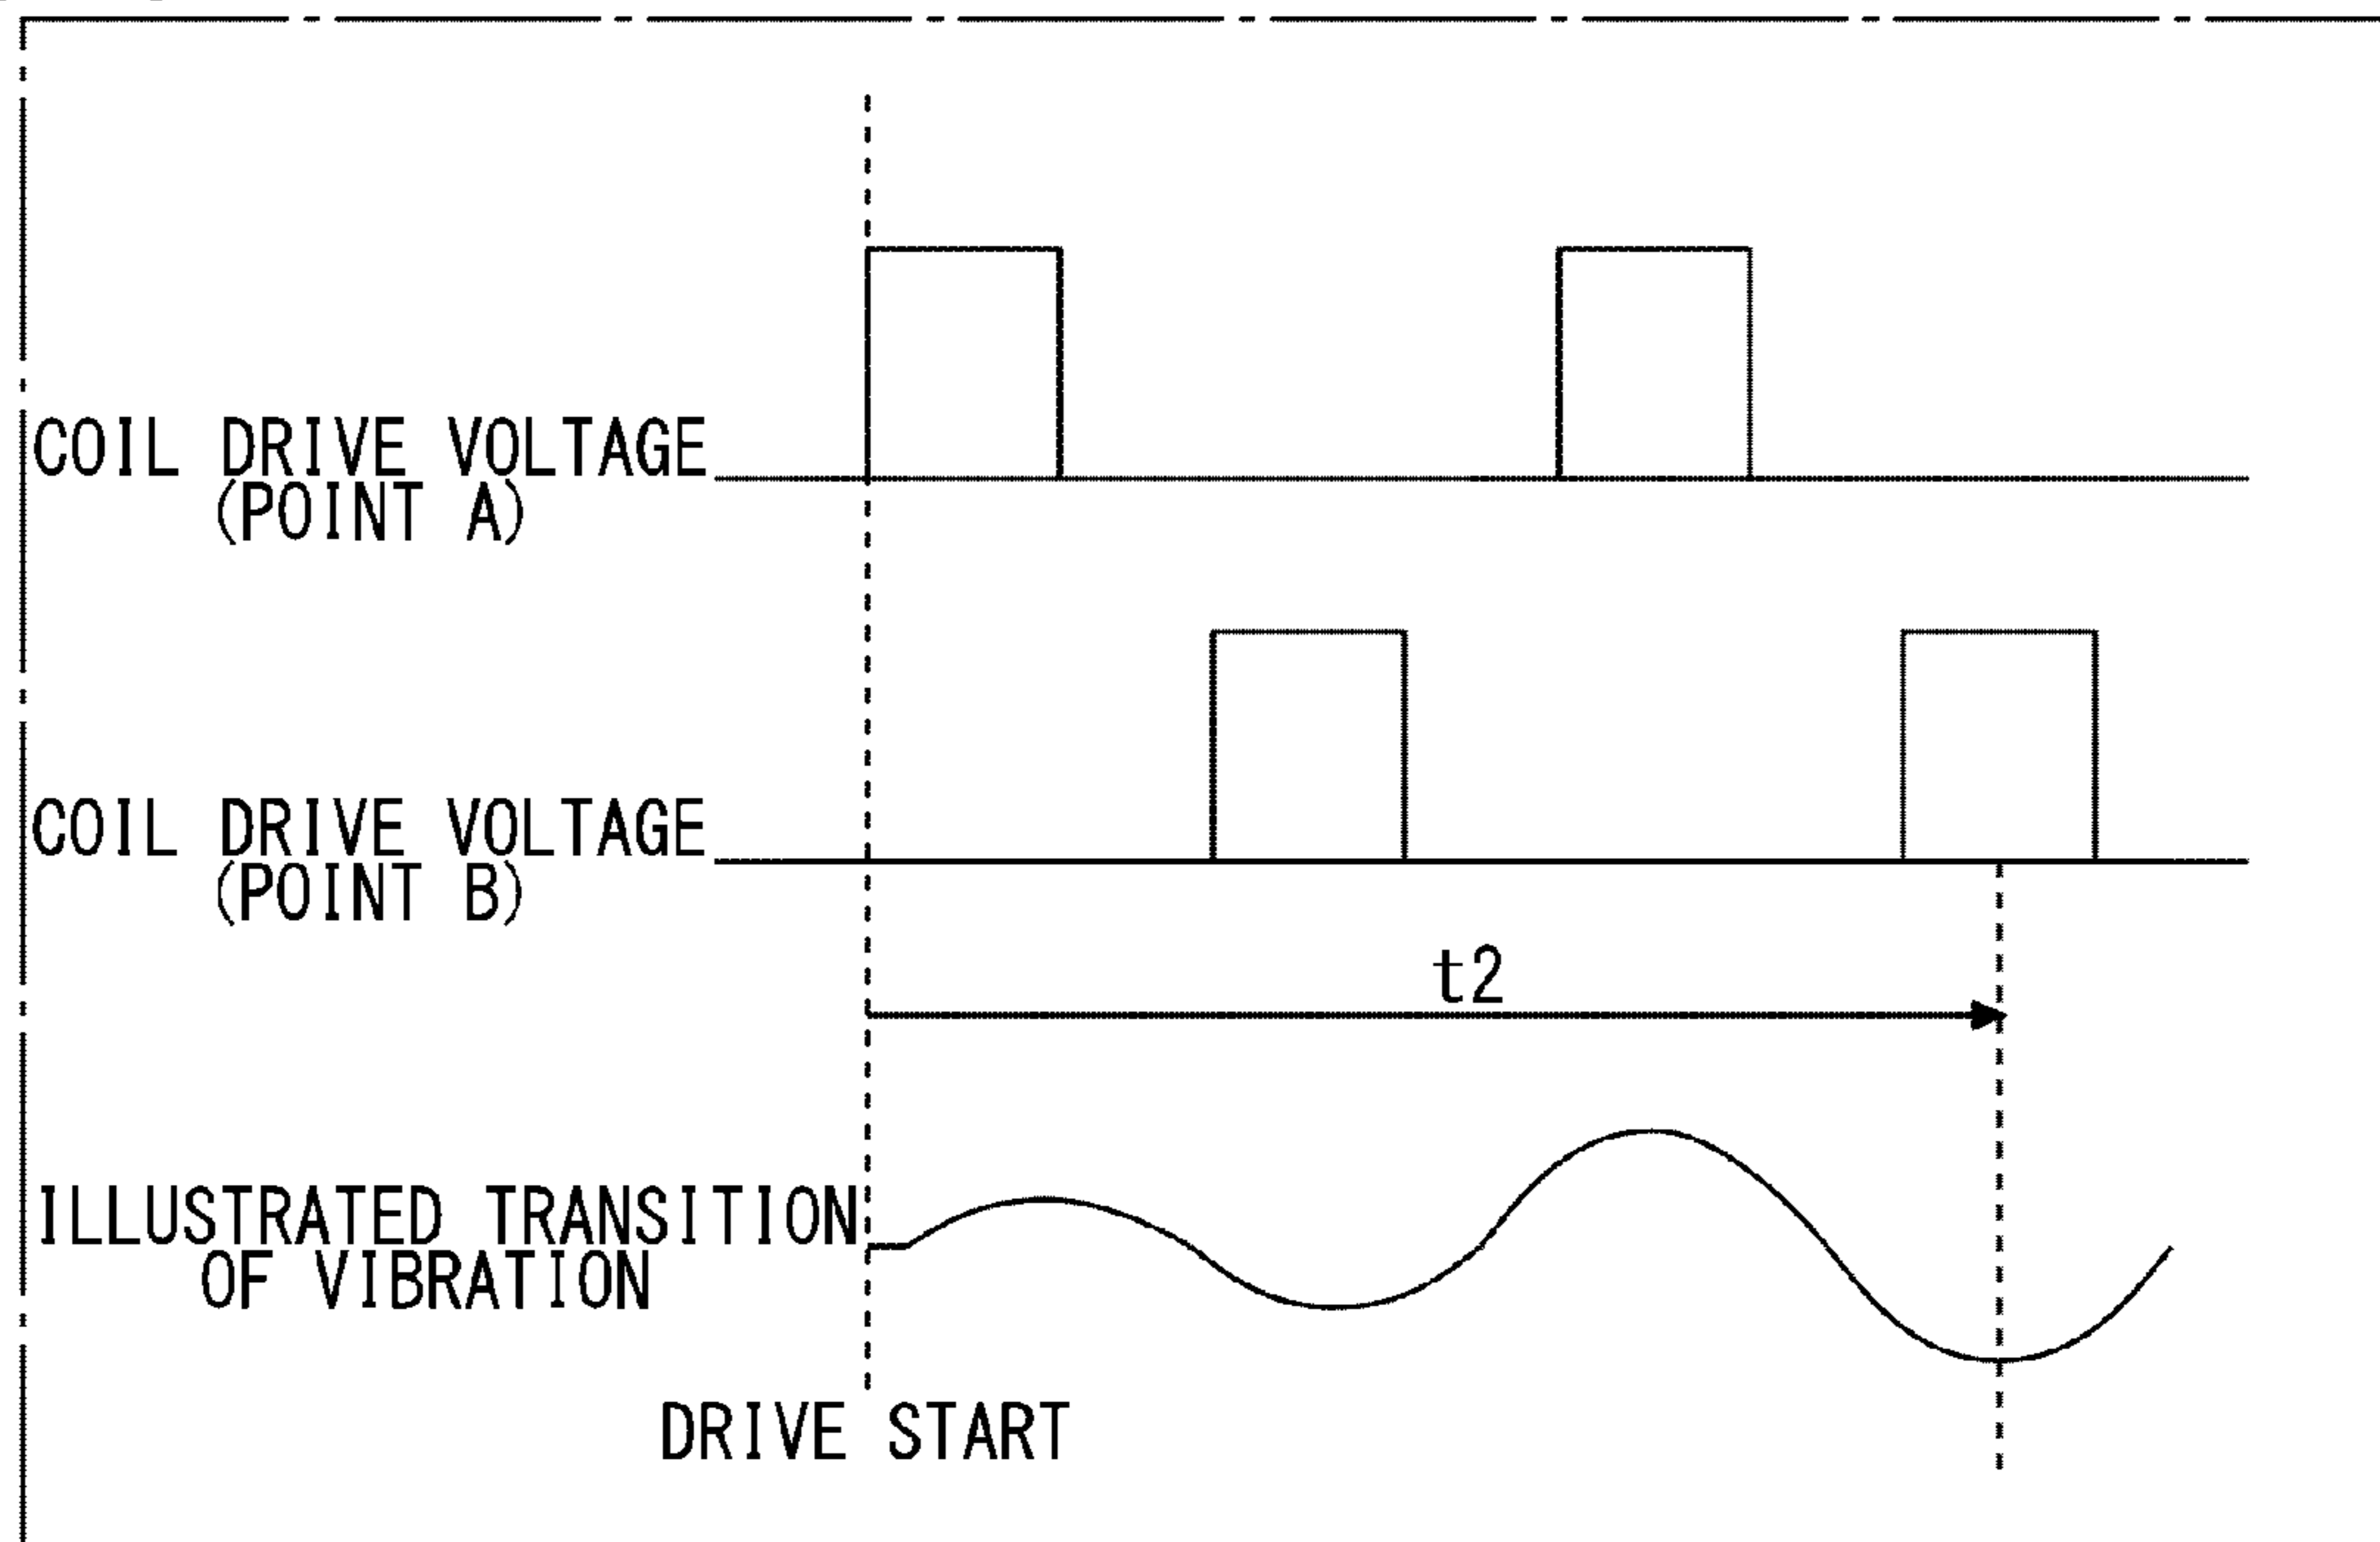 COIL DRIVE VOLTAGE
(POINT A)
COIL DRIVE VOLTAGE
(POINT B)
t2
ILLUSTRATED TRANSITION
OF VIBRATION
DRIVE START